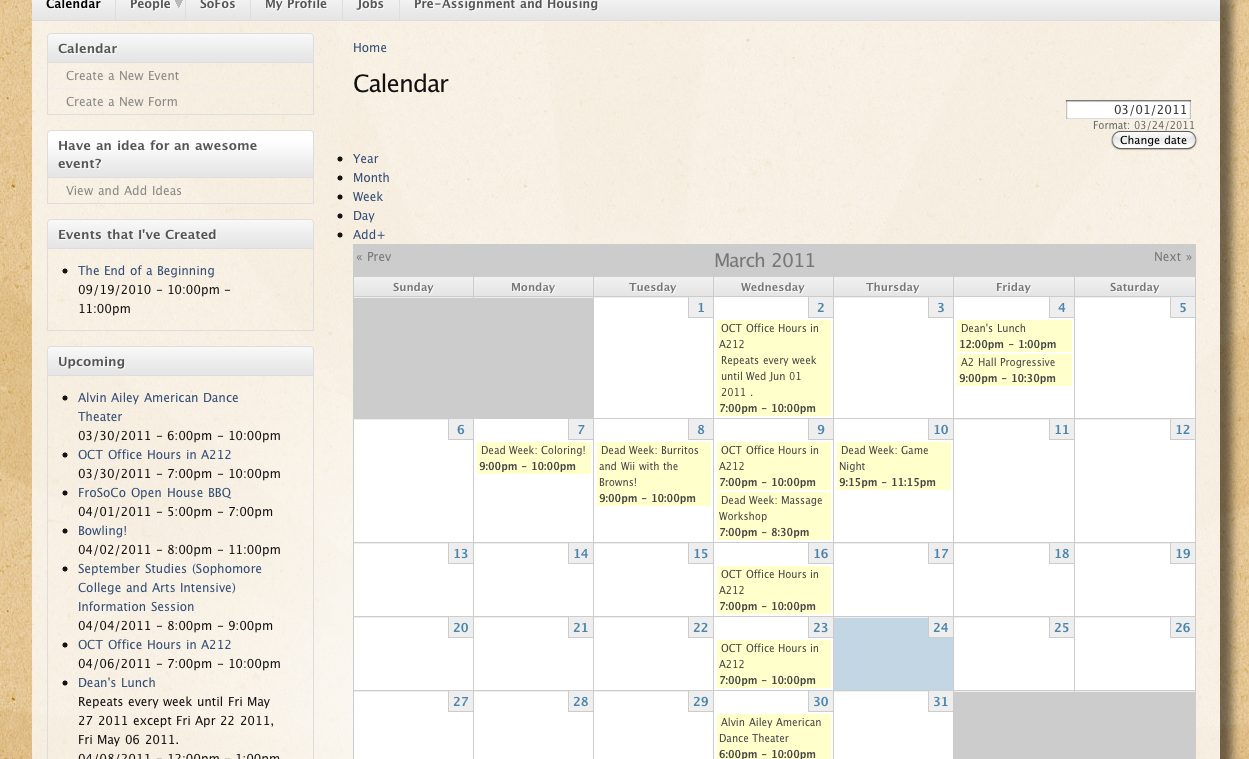 Calendar People SoFos My Profile Jobs Pre-Assignment and Housing
Calendar
Create a New Event
Create a New Form
Have an idea for an awesome
event?
View and Add Ideas
Events that I've Created
The End of a Beginning
09/19/2010 - 10:00pm -
11:00pm
Upcoming
Alvin Ailey American Dance
Theater
03/30/2011 - 6:00pm - 10:00pm
OCT Office Hours in A212
03/30/2011 - 7:00pm - 10:00pm
FroSoCo Open House BBQ
04/01/2011 - 5:00pm - 7:00pm
Bowling!
04/02/2011 - 8:00pm - 11:00pm
September Studies (Sophomore
College and Arts Intensive)
Information Session
04/04/2011 - 8:00pm - 9:00pm
OCT Office Hours in A212
04/06/2011 - 7:00pm - 10:00pm
Dean's Lunch
Repeats every week until Fri May
27 2011 except Fri Apr 22 2011,
Fri May 06 2011.
04/08/2011 - 12:00pm - 1:00pm
Home
Calendar
03/01/2011
Format: 03/24/2011
Change date
Year
Month
Week
Day
Add+
« Prev March 2011 Next »
Sunday Monday Tuesday Wednesday Thursday Friday Saturday
1
2
OCT Office Hours in
A212
Repeats every week
until Wed Jun 01
2011 .
7:00pm - 10:00pm
3
4
Dean's Lunch
12:00pm - 1:00pm
A2 Hall Progressive
9:00pm - 10:30pm
5
6
7
Dead Week: Coloring!
9:00pm - 10:00pm
8
Dead Week: Burritos
and Wii with the
Browns!
9:00pm - 10:00pm
9
OCT Office Hours in
A212
7:00pm - 10:00pm
Dead Week: Massage
Workshop
7:00pm - 8:30pm
10
Dead Week: Game
Night
9:15pm - 11:15pm
11
12
13
14
15
16
OCT Office Hours in
A212
7:00pm - 10:00pm
17
18
19
20
21
22
23
OCT Office Hours in
A212
7:00pm - 10:00pm
24
25
26
27
28
29
30
Alvin Ailey American
Dance Theater
6:00pm - 10:00pm
31